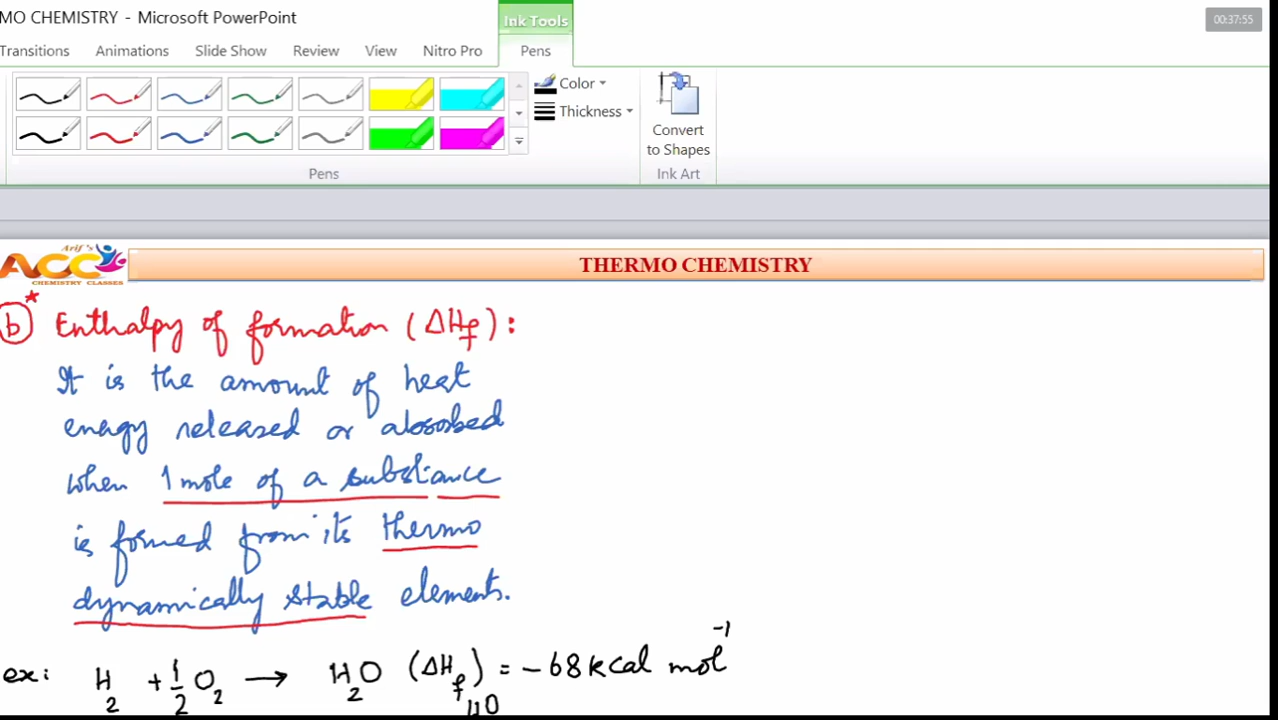 MO CHEMISTRY - Microsoft PowerPoint
Ink Tools
00:37:55
Transitions Animations Slide Show Review View Nitro Pro Pens
Color
Thickness
Convert to Shapes
Pens
Ink Art
Arif's
ACC
CHEMISTRY CLASSES
THERMO CHEMISTRY
(b)* Enthalpy of formation (ΔHf):
It is the amount of heat
energy released or absorbed
when 1 mole of a substance
is formed from its thermo
dynamically stable elements.
ex: H₂ + 1/2 O₂ → H₂O (ΔHf) = -68 kcal mol⁻¹